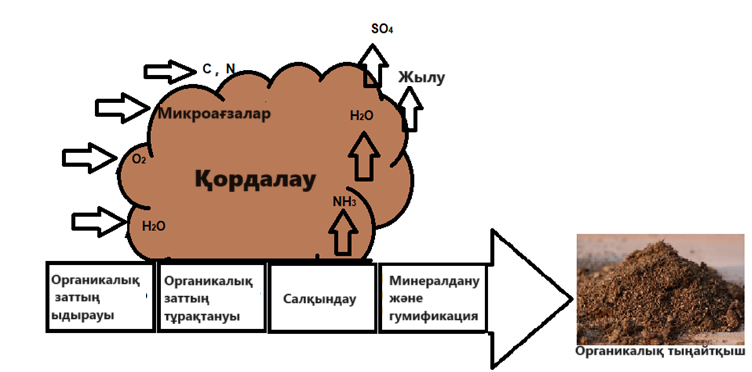 SO4
C , N
Жылу
Микроағзалар
H2O
O2
Қордалау
NH3
H2O
Органикалық
заттың
ыдырауы
Органикалық
заттың
тұрақтануы
Салқындау
Минералдану
және
гумификация
Органикалық тыңайтқыш